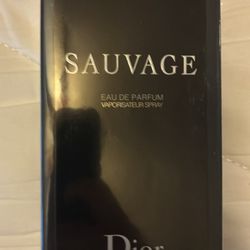 SAUVAGE
EAU DE PARFUM
VAPORISATEUR SPRAY
Dior